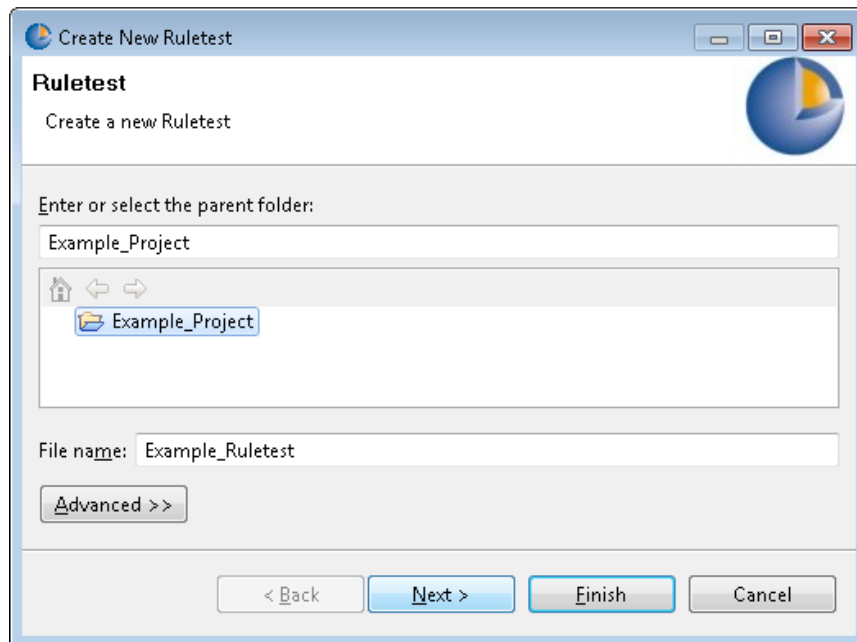 Create New Ruletest
Ruletest
Create a new Ruletest
Enter or select the parent folder:
Example_Project
Example_Project
File name: Example_Ruletest
Advanced >>
< Back Next > Finish Cancel